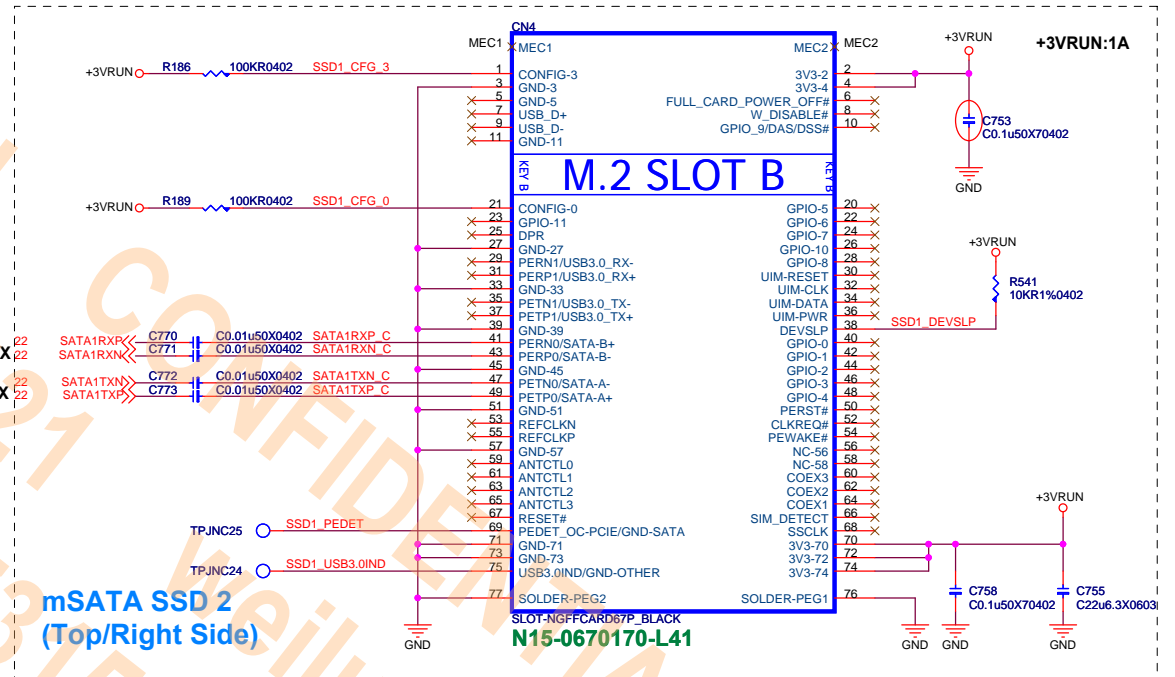 CN4
MEC1 MEC1 MEC2 MEC2
+3VRUN
+3VRUN:1A
+3VRUN R186 100KR0402 SSD1_CFG_3 1 CONFIG-3 3V3-2 2
3 GND-3 3V3-4 4
5 GND-5 FULL_CARD_POWER_OFF# 6
7 USB_D+ W_DISABLE# 8
9 USB_D- GPIO_9/DAS/DSS# 10
11 GND-11
C753
C0.1u50X70402
GND
KEY B M.2 SLOT B KEY B
+3VRUN R189 100KR0402 SSD1_CFG_0 21 CONFIG-0 GPIO-5 20
23 GPIO-11 GPIO-6 22
25 DPR GPIO-7 24
27 GND-27 GPIO-10 26
29 PERN1/USB3.0_RX- GPIO-8 28
31 PERP1/USB3.0_RX+ UIM-RESET 30
33 GND-33 UIM-CLK 32
35 PETN1/USB3.0_TX- UIM-DATA 34
37 PETP1/USB3.0_TX+ UIM-PWR 36
39 GND-39 DEVSLP 38 SSD1_DEVSLP
+3VRUN
R541
10KR1%0402
X 22 SATA1RXP C770 C0.01u50X0402 SATA1RXP_C 41 PERN0/SATA-B+ GPIO-0 40
SATA1RXN C771 C0.01u50X0402 SATA1RXN_C 43 PERP0/SATA-B- GPIO-1 42
45 GND-45 GPIO-2 44
X 22 SATA1TXN C772 C0.01u50X0402 SATA1TXN_C 47 PETN0/SATA-A- GPIO-3 46
22 SATA1TXP C773 C0.01u50X0402 SATA1TXP_C 49 PETP0/SATA-A+ GPIO-4 48
51 GND-51 PERST# 50
53 REFCLKN CLKREQ# 52
55 REFCLKP PEWAKE# 54
57 GND-57 NC-56 56
59 ANTCTL0 NC-58 58
61 ANTCTL1 COEX3 60
63 ANTCTL2 COEX2 62
65 ANTCTL3 COEX1 64
67 RESET# SIM_DETECT 66
TPJNC25 SSD1_PEDET 69 PEDET_OC-PCIE/GND-SATA SSCLK 68
71 GND-71 3V3-70 70
73 GND-73 3V3-72 72
TPJNC24 SSD1_USB3.0IND 75 USB3.0IND/GND-OTHER 3V3-74 74
77 SOLDER-PEG2 SOLDER-PEG1 76
+3VRUN
C758
C0.1u50X70402
C755
C22u6.3X0603
GND
GND
GND
GND
SLOT-NGFFCARD67P_BLACK
N15-0670170-L41
mSATA SSD 2
(Top/Right Side)
CONFIDENTIA